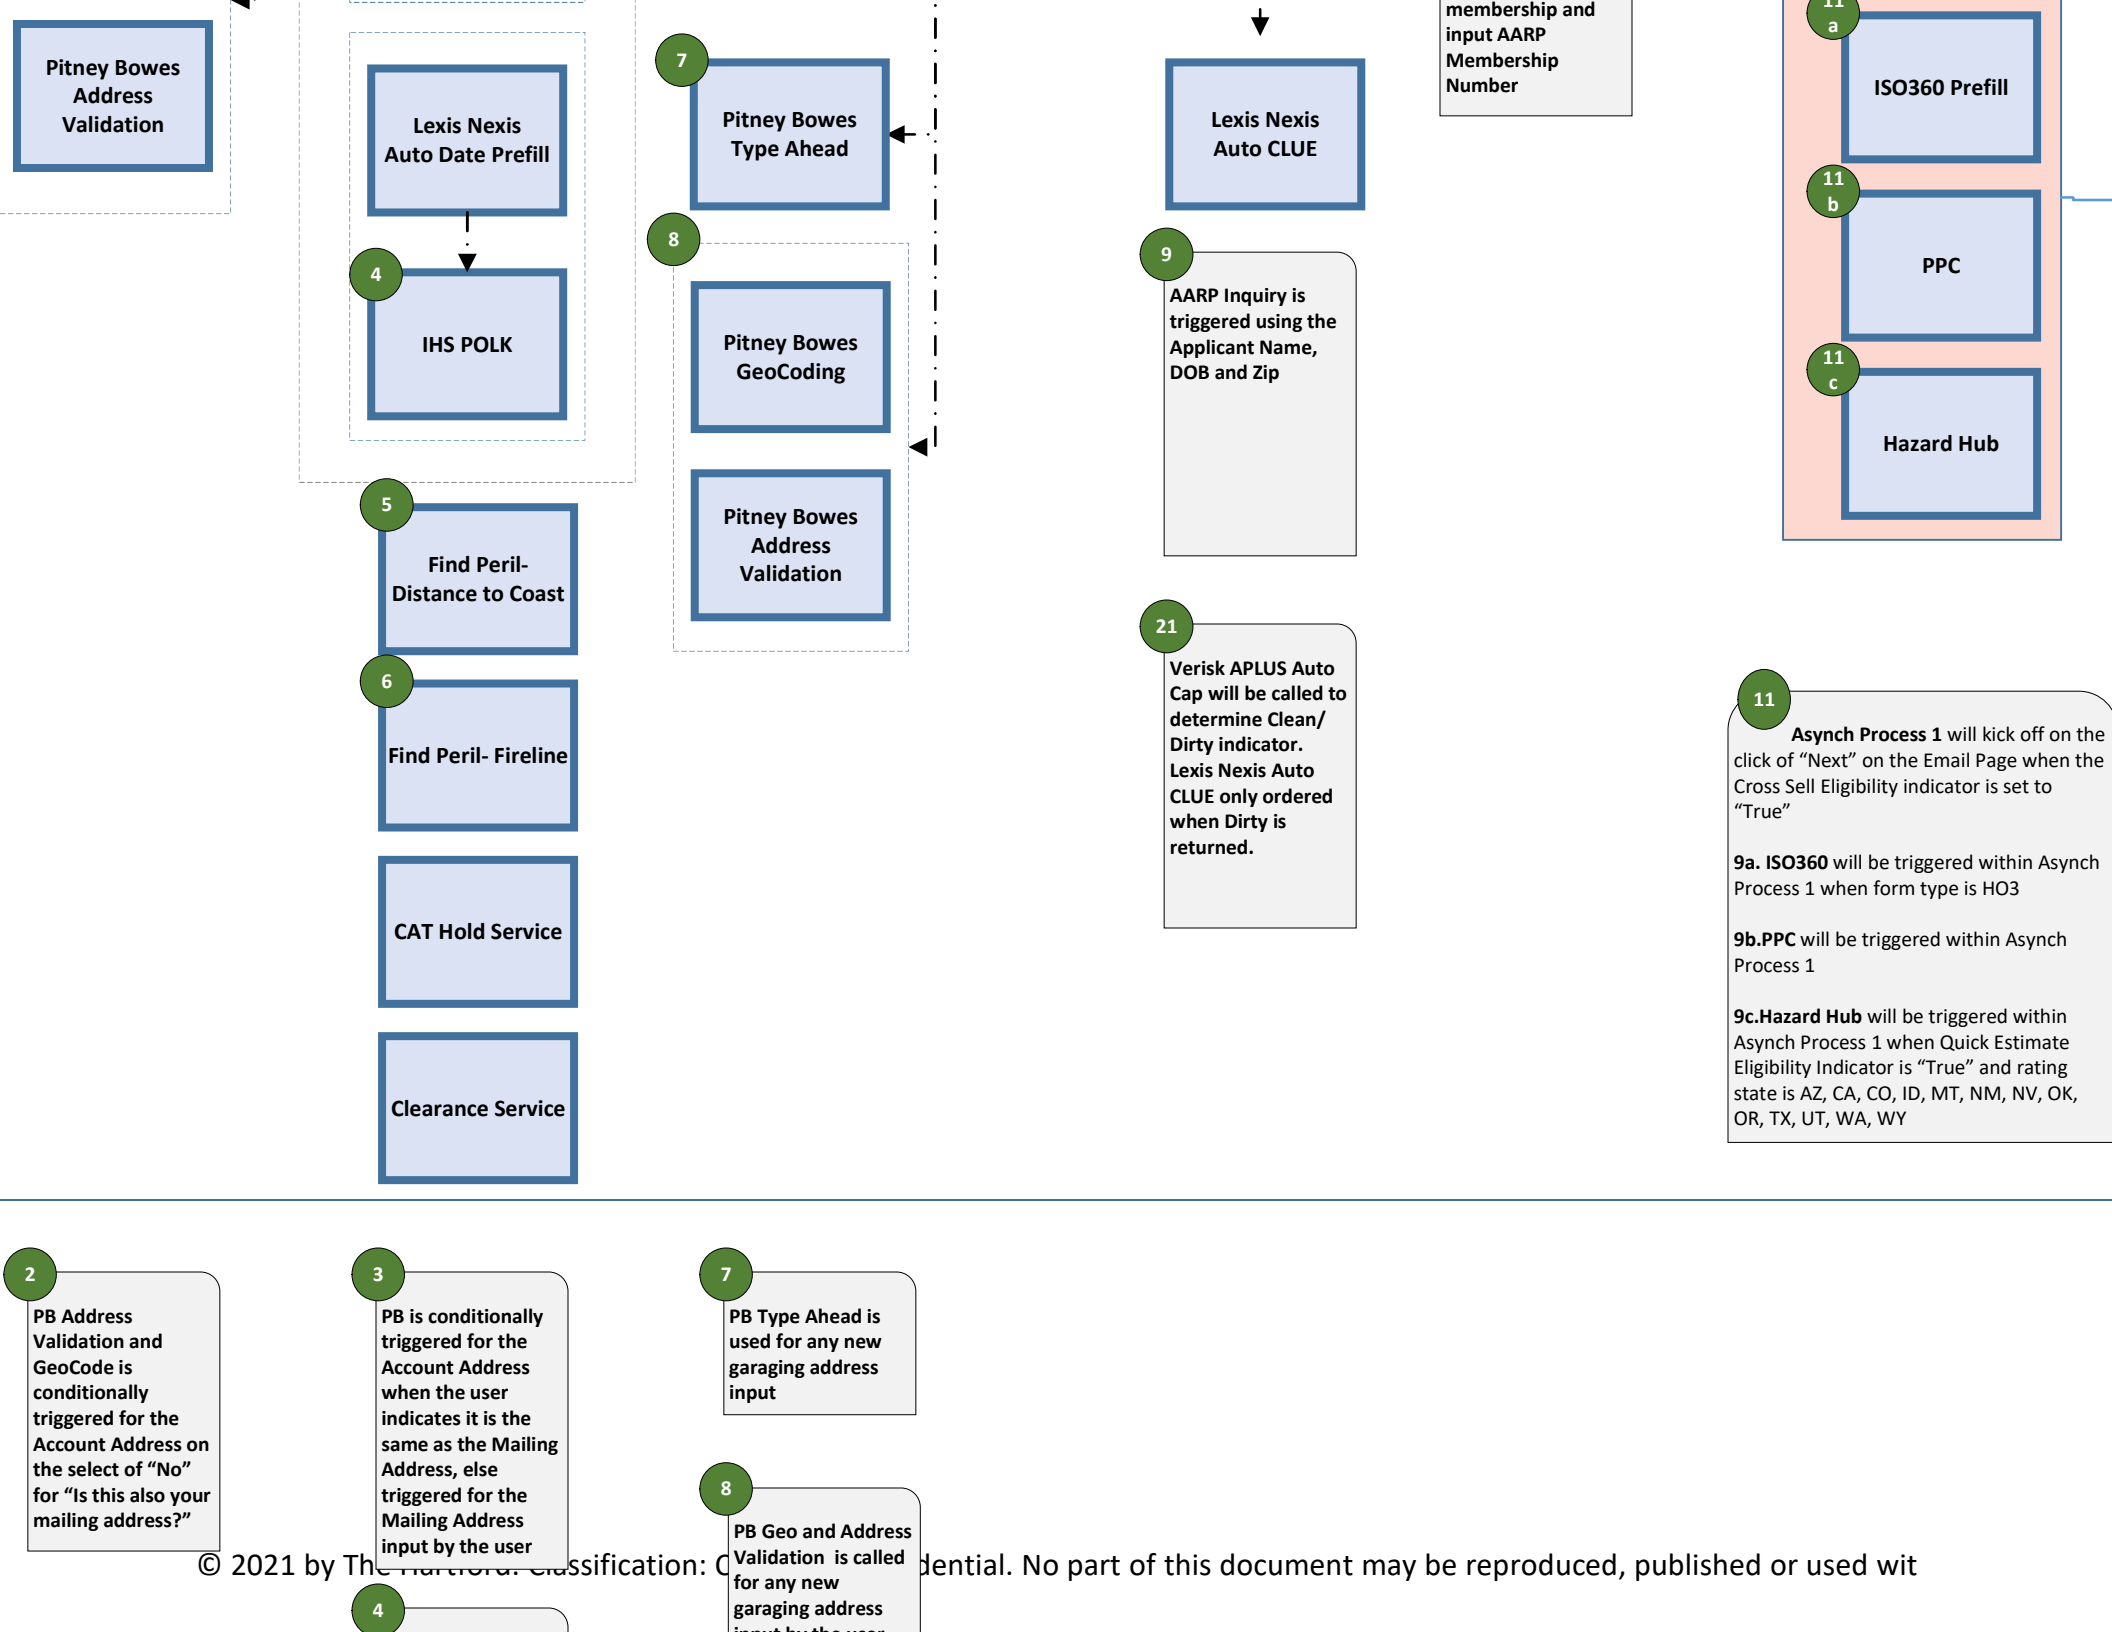 Pitney Bowes
Address
Validation
Lexis Nexis
Auto Date Prefill
4
IHS POLK
5
Find Peril-
Distance to Coast
6
Find Peril- Fireline
CAT Hold Service
Clearance Service
7
Pitney Bowes
Type Ahead
8
Pitney Bowes
GeoCoding
Pitney Bowes
Address
Validation
Lexis Nexis
Auto CLUE
9
AARP Inquiry is
triggered using the
Applicant Name,
DOB and Zip
21
Verisk APLUS Auto
Cap will be called to
determine Clean/
Dirty indicator.
Lexis Nexis Auto
CLUE only ordered
when Dirty is
returned.
membership and
input AARP
Membership
Number
11
a
ISO360 Prefill
11
b
PPC
11
c
Hazard Hub
11
Asynch Process 1 will kick off on the
click of “Next” on the Email Page when the
Cross Sell Eligibility indicator is set to
“True”
9a. ISO360 will be triggered within Asynch
Process 1 when form type is HO3
9b.PPC will be triggered within Asynch
Process 1
9c.Hazard Hub will be triggered within
Asynch Process 1 when Quick Estimate
Eligibility Indicator is “True” and rating
state is AZ, CA, CO, ID, MT, NM, NV, OK,
OR, TX, UT, WA, WY
2
PB Address
Validation and
GeoCode is
conditionally
triggered for the
Account Address on
the select of “No”
for “Is this also your
mailing address?”
3
PB is conditionally
triggered for the
Account Address
when the user
indicates it is the
same as the Mailing
Address, else
triggered for the
Mailing Address
input by the user
4
7
PB Type Ahead is
used for any new
garaging address
input
8
PB Geo and Address
Validation  is called
for any new
garaging address
input by the user
© 2021 by The Hartford. Classification: C dential. No part of this document may be reproduced, published or used wit